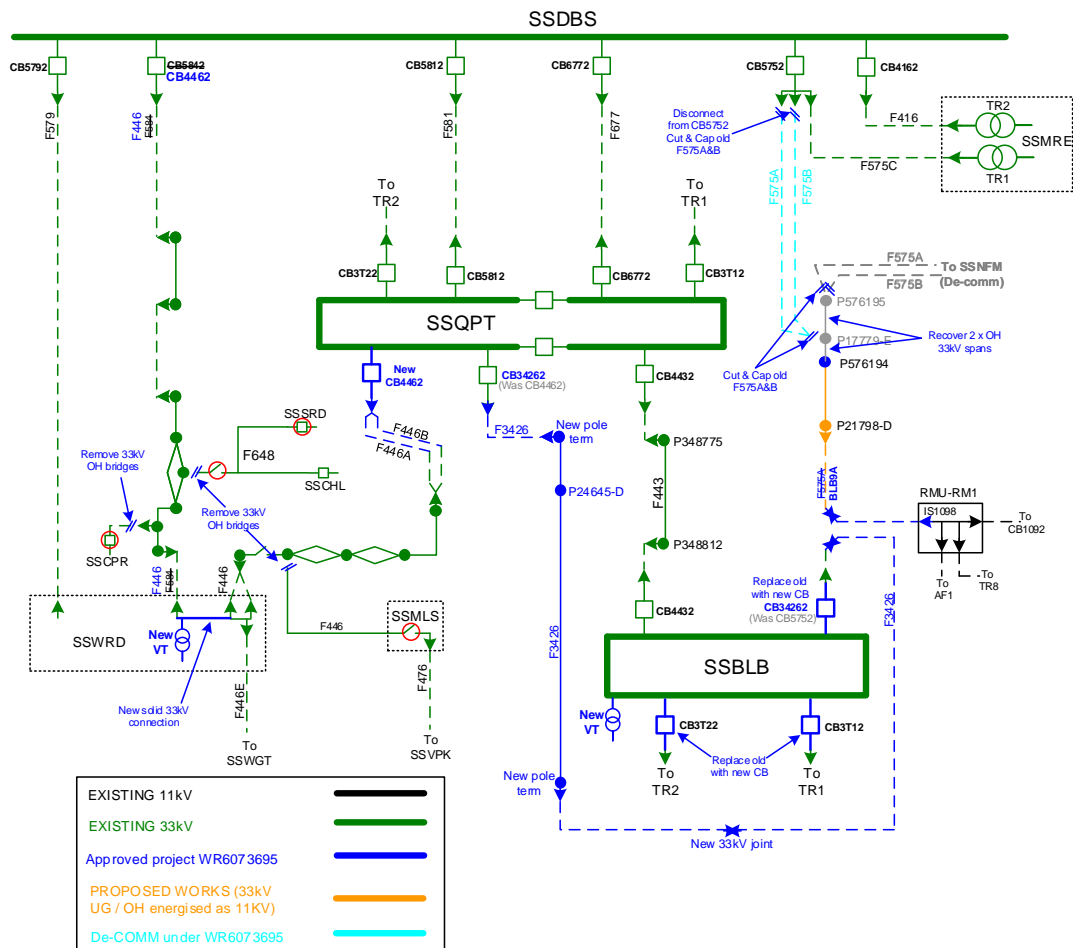 SSDBS
CB5792
CB5842
CB4462
CB5812
CB6772
CB5752
CB4162
F579
F446
F584
F581
F677
Disconnect
from CB5752
Cut & Cap old
F575A&B
F416
TR2
SSMRE
TR1
F575C
F575A
F575B
To
TR2
To
TR1
CB3T22
CB5812
CB6772
CB3T12
F575A
F575B
To SSNFM
(De-comm)
P576195
SSQPT
P17779-E
Recover 2 x OH
33kV spans
P576194
Cut & Cap old
F575A&B
New
CB4462
CB34262
(Was CB4462)
CB4432
F446B
F446A
F3426
New pole
term
P348775
P21798-D
SSSRD
F648
SSCHL
Remove 33kV
OH bridges
Remove 33kV
OH bridges
P24645-D
F443
F575A
BLB9A
RMU-RM1
IS1098
To
CB1092
To
AF1
To
TR8
SSCPR
P348812
F446
F584
F446
Replace old
with new CB
CB34262
(Was CB5752)
CB4432
F3426
F3426
New
VT
SSWRD
F446
SSMLS
New solid 33kV
connection
F446E
F476
SSBLB
To
SSWGT
To
SSVPK
New
VT
CB3T22
CB3T12
Replace old
with new CB
To
TR2
To
TR1
New pole
term
New 33kV joint
EXISTING 11kV
EXISTING 33kV
Approved project WR6073695
PROPOSED WORKS (33kV
UG / OH energised as 11KV)
De-COMM under WR6073695